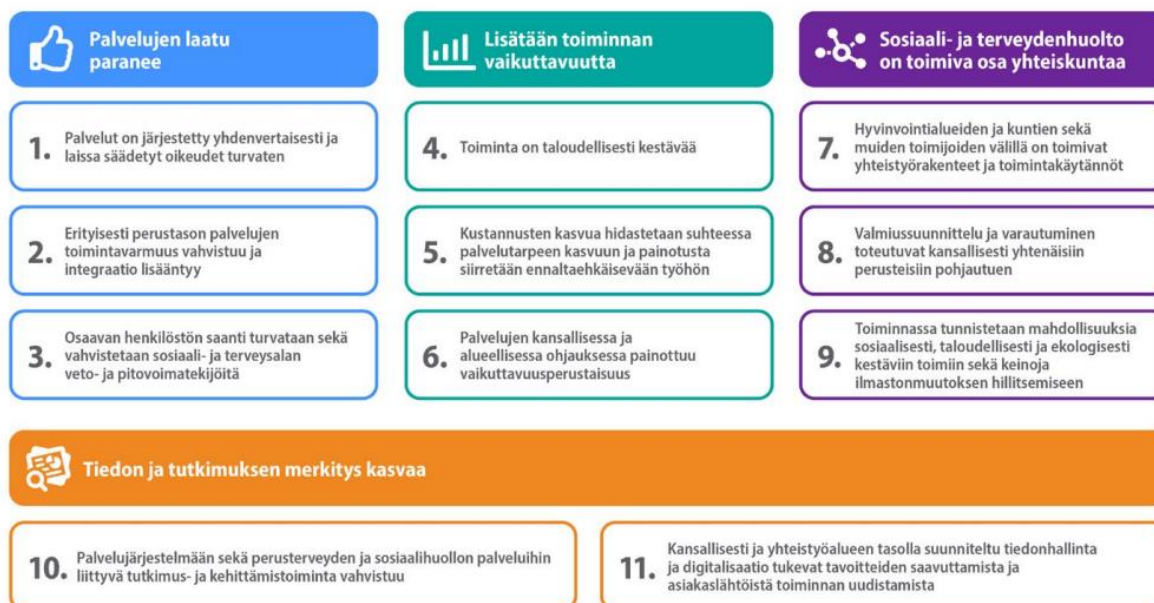 Palvelujen laatu
paranee
1. Palvelut on järjestetty yhdenvertaisesti ja
laissa säädetyt oikeudet turvaten
2. Erityisesti perustason palvelujen
toimintavarmuus vahvistuu ja
integraatio lisääntyy
3. Osaavan henkilöstön saanti turvataan sekä
vahvistetaan sosiaali- ja terveysalan
veto- ja pitovoimatekijöitä
Lisätään toiminnan
vaikuttavuutta
4. Toiminta on taloudellisesti kestävää
5. Kustannusten kasvua hidastetaan suhteessa
palvelutarpeen kasvuun ja painotusta
siirretään ennaltaehkäisevään työhön
6. Palvelujen kansallisessa ja
alueellisessa ohjauksessa painottuu
vaikuttavuusperustaisuus
Sosiaali- ja terveydenhuolto
on toimiva osa yhteiskuntaa
7. Hyvinvointialueiden ja kuntien sekä
muiden toimijoiden välillä on toimivat
yhteistyörakenteet ja toimintakäytännöt
8. Valmiussuunnittelu ja varautuminen
toteutuvat kansallisesti yhtenäisiin
perusteisiin pohjautuen
9. Toiminnassa tunnistetaan mahdollisuuksia
sosiaalisesti, taloudellisesti ja ekologisesti
kestäviin toimiin sekä keinoja
ilmastonmuutoksen hillitsemiseen
Tiedon ja tutkimuksen merkitys kasvaa
10. Palvelujärjestelmään sekä perusterveyden ja sosiaalihuollon palveluihin
liittyvä tutkimus- ja kehittämistoiminta vahvistuu
11. Kansallisesti ja yhteistyöalueen tasolla suunniteltu tiedonhallinta
ja digitalisaatio tukevat tavoitteiden saavuttamista ja
asiakaslähtöistä toiminnan uudistamista